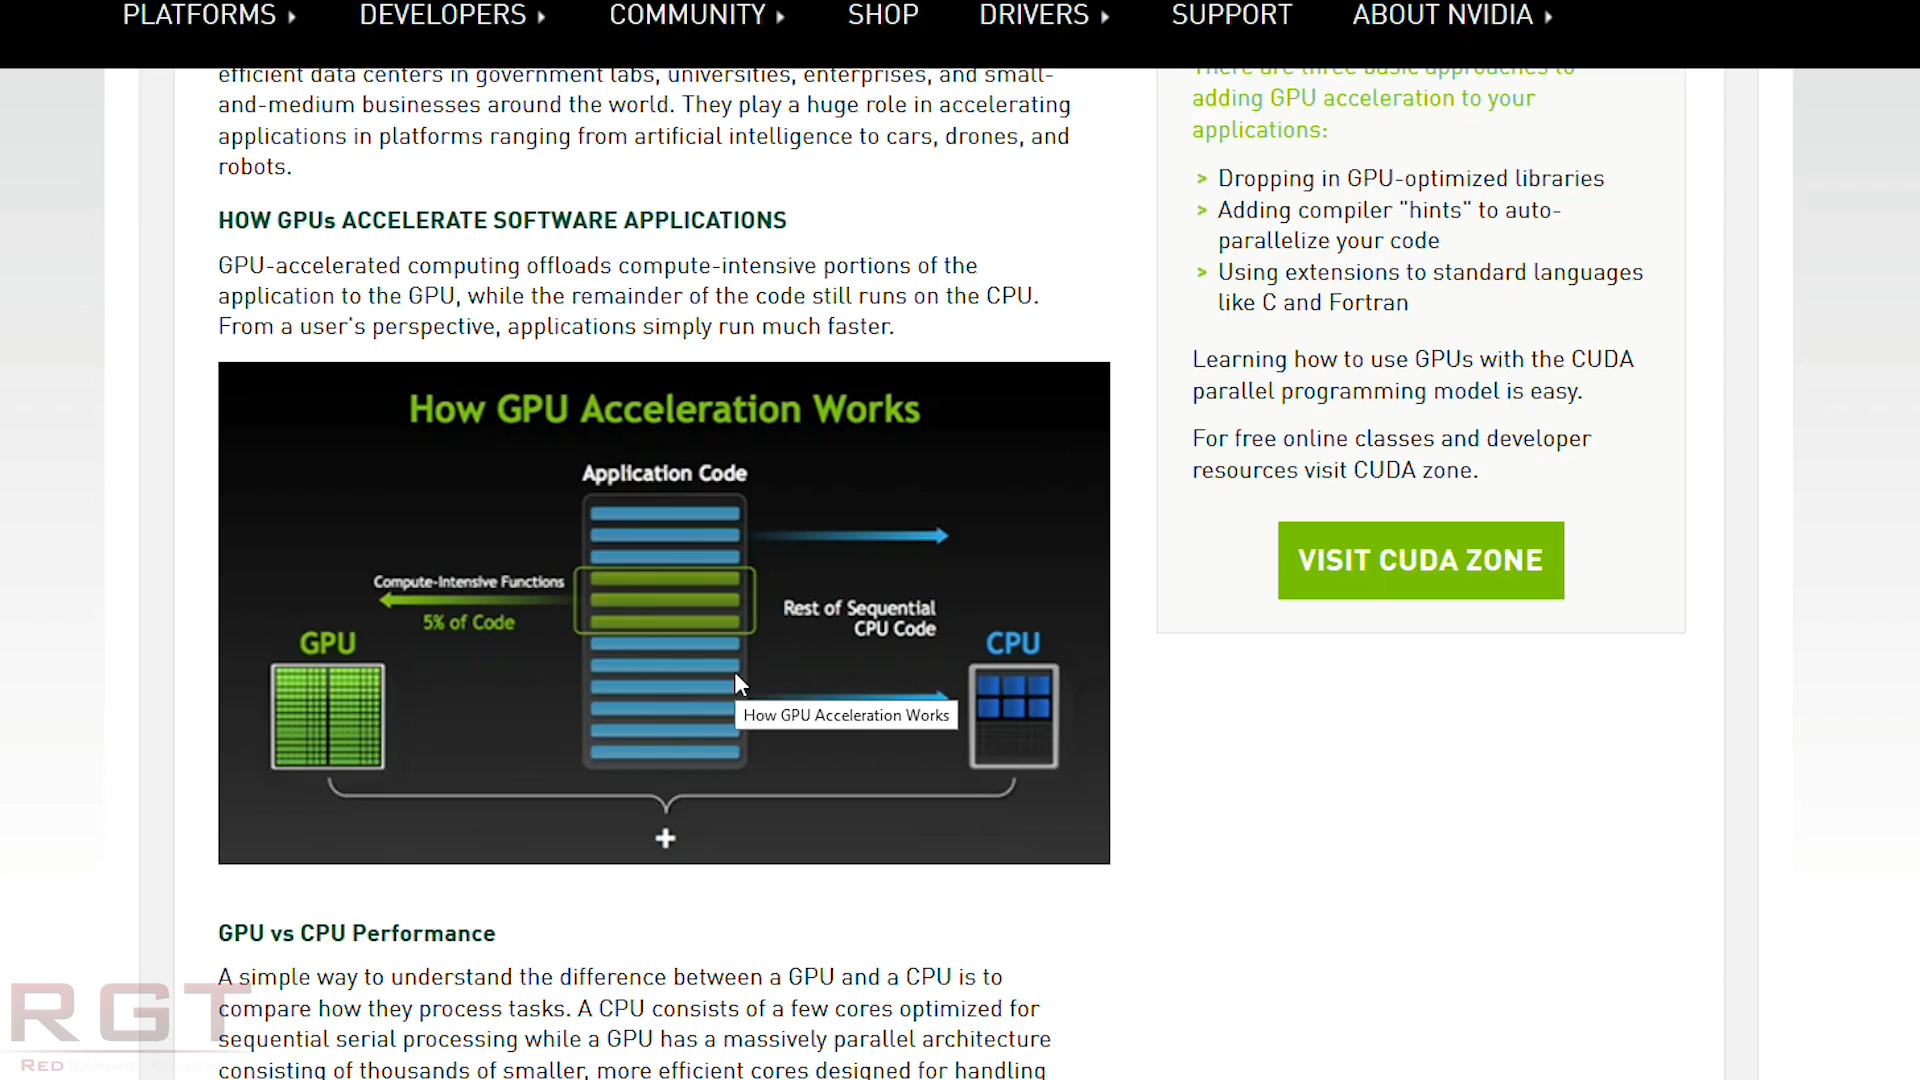 PLATFORMS DEVELOPERS COMMUNITY SHOP DRIVERS SUPPORT ABOUT NVIDIA
efficient data centers in government labs, universities, enterprises, and small-
and-medium businesses around the world. They play a huge role in accelerating
applications in platforms ranging from artificial intelligence to cars, drones, and
robots.
HOW GPUs ACCELERATE SOFTWARE APPLICATIONS
GPU-accelerated computing offloads compute-intensive portions of the
application to the GPU, while the remainder of the code still runs on the CPU.
From a user's perspective, applications simply run much faster.
How GPU Acceleration Works
Application Code
Compute-Intensive Functions
5% of Code
GPU
Rest of Sequential
CPU Code
CPU
How GPU Acceleration Works
+
GPU vs CPU Performance
A simple way to understand the difference between a GPU and a CPU is to
compare how they process tasks. A CPU consists of a few cores optimized for
sequential serial processing while a GPU has a massively parallel architecture
consisting of thousands of smaller, more efficient cores designed for handling
There are three basic approaches to
adding GPU acceleration to your
applications:
> Dropping in GPU-optimized libraries
> Adding compiler "hints" to auto-
parallelize your code
> Using extensions to standard languages
like C and Fortran
Learning how to use GPUs with the CUDA
parallel programming model is easy.
For free online classes and developer
resources visit CUDA zone.
VISIT CUDA ZONE
RGT
RED